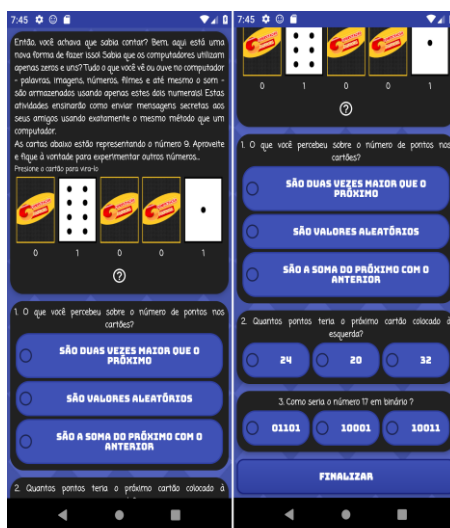 7:45
Então, você achava que sabia contar? Bem, aqui está uma
nova forma de fazer isso! Sabia que os computadores utilizam
apenas zeros e uns? Tudo o que você vê ou ouve no computador
- palavras, imagens, números, filmes e até mesmo o som -
são armazenados usando apenas estes dois numerais! Estas
atividades ensinarão como enviar mensagens secretas aos
seus amigos usando exatamente o mesmo método que um
computador.
As cartas abaixo estão representando o número 9. Aproveite
e fique à vontade para experimentar outros números..
Presione o cartão para vira-lo
0 1 0 0 1
?
1. O que você percebeu sobre o número de pontos nos
cartões?
SÃO DUAS VEZES MAIOR QUE O
PRÓXIMO
SÃO VALORES ALEATÓRIOS
SÃO A SOMA DO PRÓXIMO COM O
ANTERIOR
2. Quantos pontos teria o próximo cartão colocado à
7:45
0 1 0 0 1
?
1. O que você percebeu sobre o número de pontos nos
cartões?
SÃO DUAS VEZES MAIOR QUE O
PRÓXIMO
SÃO VALORES ALEATÓRIOS
SÃO A SOMA DO PRÓXIMO COM O
ANTERIOR
2. Quantos pontos teria o próximo cartão colocado à
esquerda?
24 20 32
3. Como seria o número 17 em binário ?
01101 10001 10011
FINALIZAR